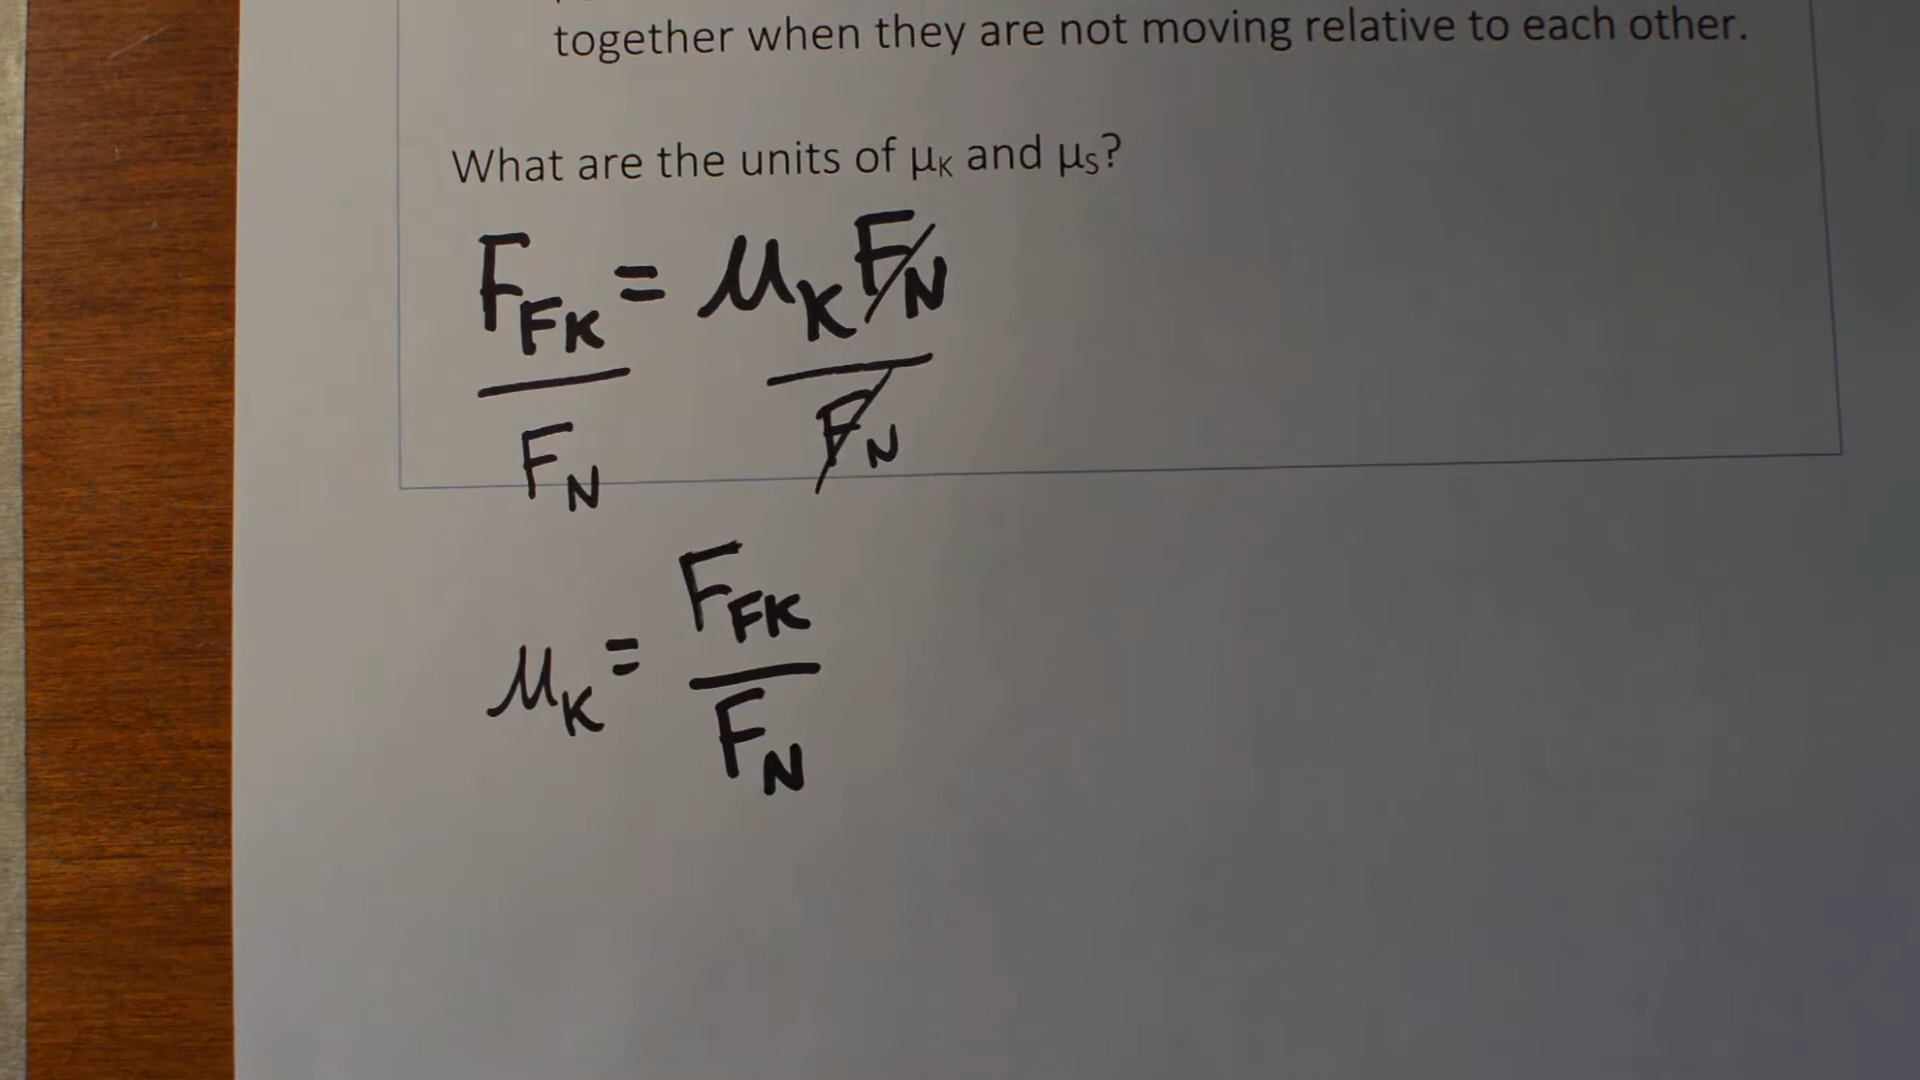 together when they are not moving relative to each other.
What are the units of μK and μS?
FFK = μK FN
FN FN
μK = FFK
FN